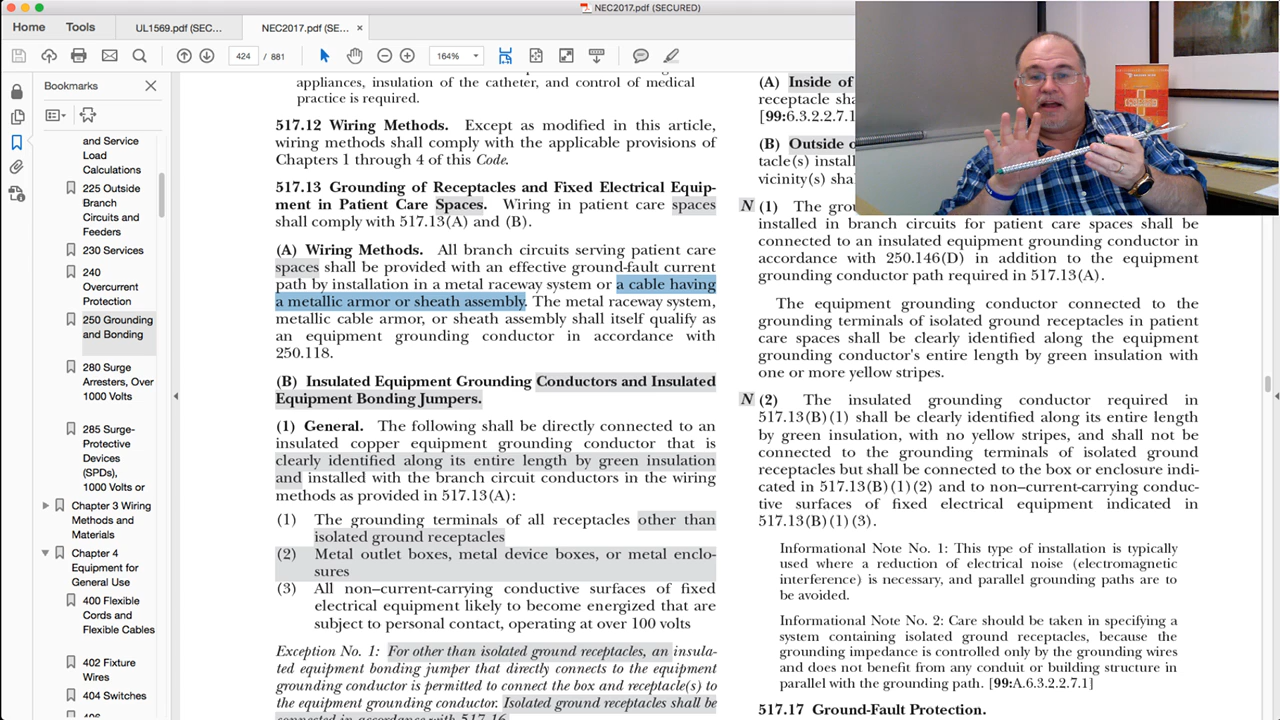 NEC2017.pdf (SECURED)
Home
Tools
UL1569.pdf (SEC...
NEC2017.pdf (SE...
424 / 881
164%
Bookmarks
and Service
Load
Calculations
225 Outside
Branch
Circuits and
Feeders
230 Services
240
Overcurrent
Protection
250 Grounding
and Bonding
280 Surge
Arresters, Over
1000 Volts
285 Surge-
Protective
Devices
(SPDs),
1000 Volts or
Chapter 3 Wiring
Methods and
Materials
Chapter 4
Equipment for
General Use
400 Flexible
Cords and
Flexible Cables
402 Fixture
Wires
404 Switches
appliances, insulation of the catheter, and control of medical
practice is required.
517.12 Wiring Methods. Except as modified in this article,
wiring methods shall comply with the applicable provisions of
Chapters 1 through 4 of this Code.
517.13 Grounding of Receptacles and Fixed Electrical Equip-
ment in Patient Care Spaces. Wiring in patient care spaces
shall comply with 517.13(A) and (B).
(A) Wiring Methods. All branch circuits serving patient care
spaces shall be provided with an effective ground-fault current
path by installation in a metal raceway system or a cable having
a metallic armor or sheath assembly. The metal raceway system,
metallic cable armor, or sheath assembly shall itself qualify as
an equipment grounding conductor in accordance with
250.118.
(B) Insulated Equipment Grounding Conductors and Insulated
Equipment Bonding Jumpers.
(1) General. The following shall be directly connected to an
insulated copper equipment grounding conductor that is
clearly identified along its entire length by green insulation
and installed with the branch circuit conductors in the wiring
methods as provided in 517.13(A):
(1) The grounding terminals of all receptacles other than
isolated ground receptacles
(2) Metal outlet boxes, metal device boxes, or metal enclo-
sures
(3) All non–current-carrying conductive surfaces of fixed
electrical equipment likely to become energized that are
subject to personal contact, operating at over 100 volts
Exception No. 1: For other than isolated ground receptacles, an insula-
ted equipment bonding jumper that directly connects to the equipment
grounding conductor is permitted to connect the box and receptacle(s) to
the equipment grounding conductor. Isolated ground receptacles shall be
connected in accordance with 517.16.
(A) Inside of
receptacle sha
[99:6.3.2.2.7.1
(B) Outside o
tacle(s) install
vicinity(s) sha
N (1) The gro
installed in branch circuits for patient care spaces shall be
connected to an insulated equipment grounding conductor in
accordance with 250.146(D) in addition to the equipment
grounding conductor path required in 517.13(A).
The equipment grounding conductor connected to the
grounding terminals of isolated ground receptacles in patient
care spaces shall be clearly identified along the equipment
grounding conductor's entire length by green insulation with
one or more yellow stripes.
N (2) The insulated grounding conductor required in
517.13(B)(1) shall be clearly identified along its entire length
by green insulation, with no yellow stripes, and shall not be
connected to the grounding terminals of isolated ground
receptacles but shall be connected to the box or enclosure indi-
cated in 517.13(B)(1)(2) and to non–current-carrying conduc-
tive surfaces of fixed electrical equipment indicated in
517.13(B)(1)(3).
Informational Note No. 1: This type of installation is typically
used where a reduction of electrical noise (electromagnetic
interference) is necessary, and parallel grounding paths are to
be avoided.
Informational Note No. 2: Care should be taken in specifying a
system containing isolated ground receptacles, because the
grounding impedance is controlled only by the grounding wires
and does not benefit from any conduit or building structure in
parallel with the grounding path. [99:A.6.3.2.2.7.1]
517.17 Ground-Fault Protection.